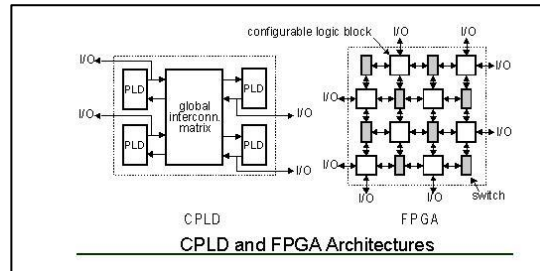 configurable logic block
I/O
I/O
I/O
PLD
PLD
global
interconn.
matrix
I/O
I/O
PLD
PLD
I/O
I/O
I/O
I/O
I/O
I/O
I/O
I/O
switch
CPLD
FPGA
CPLD and FPGA Architectures